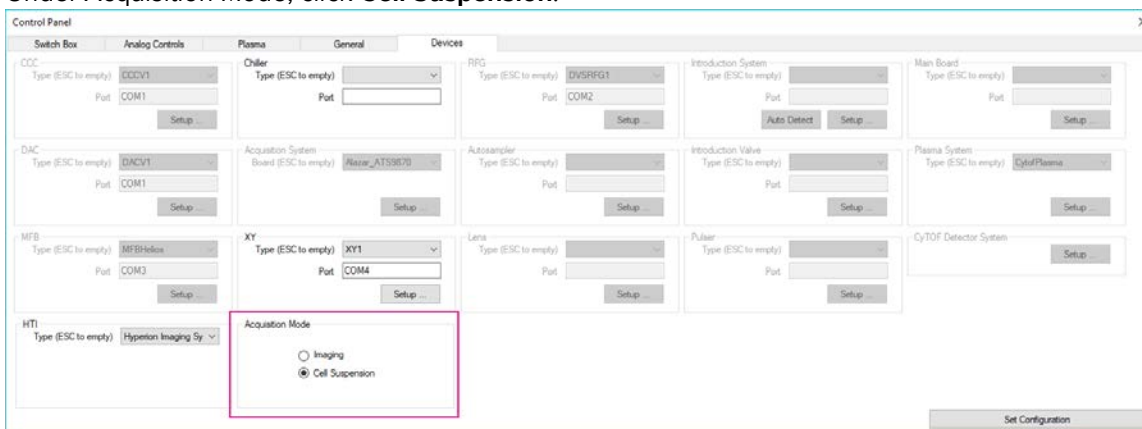 Under Acquisition Mode, click Cell Suspension.
Control Panel
Switch Box Analog Controls Plasma General Devices
CCC
Type (ESC to empty) CCCV1
Port COM1
Setup ...
Chiller
Type (ESC to empty)
Port
RFG
Type (ESC to empty) DVSRFG1
Port COM2
Setup ...
Introduction System
Type (ESC to empty)
Port
Auto Detect Setup ...
Main Board
Type (ESC to empty)
Port
Setup ...
DAC
Type (ESC to empty) DACV1
Port COM1
Setup ...
Acquisition System
Board (ESC to empty) Alazar_ATS9870
Setup ...
Autosampler
Type (ESC to empty)
Port
Setup ...
Introduction Valve
Type (ESC to empty)
Port
Setup ...
Plasma System
Type (ESC to empty) CytofPlasma
Setup ...
MFB
Type (ESC to empty) MFBHelios
Port COM3
Setup ...
XY
Type (ESC to empty) XY1
Port COM4
Setup ...
Lens
Type (ESC to empty)
Port
Setup ...
Pulser
Type (ESC to empty)
Port
Setup ...
CyTOF Detector System
Setup ...
HTI
Type (ESC to empty) Hyperion Imaging Sy
Acquisition Mode
Imaging
Cell Suspension
Set Configuration